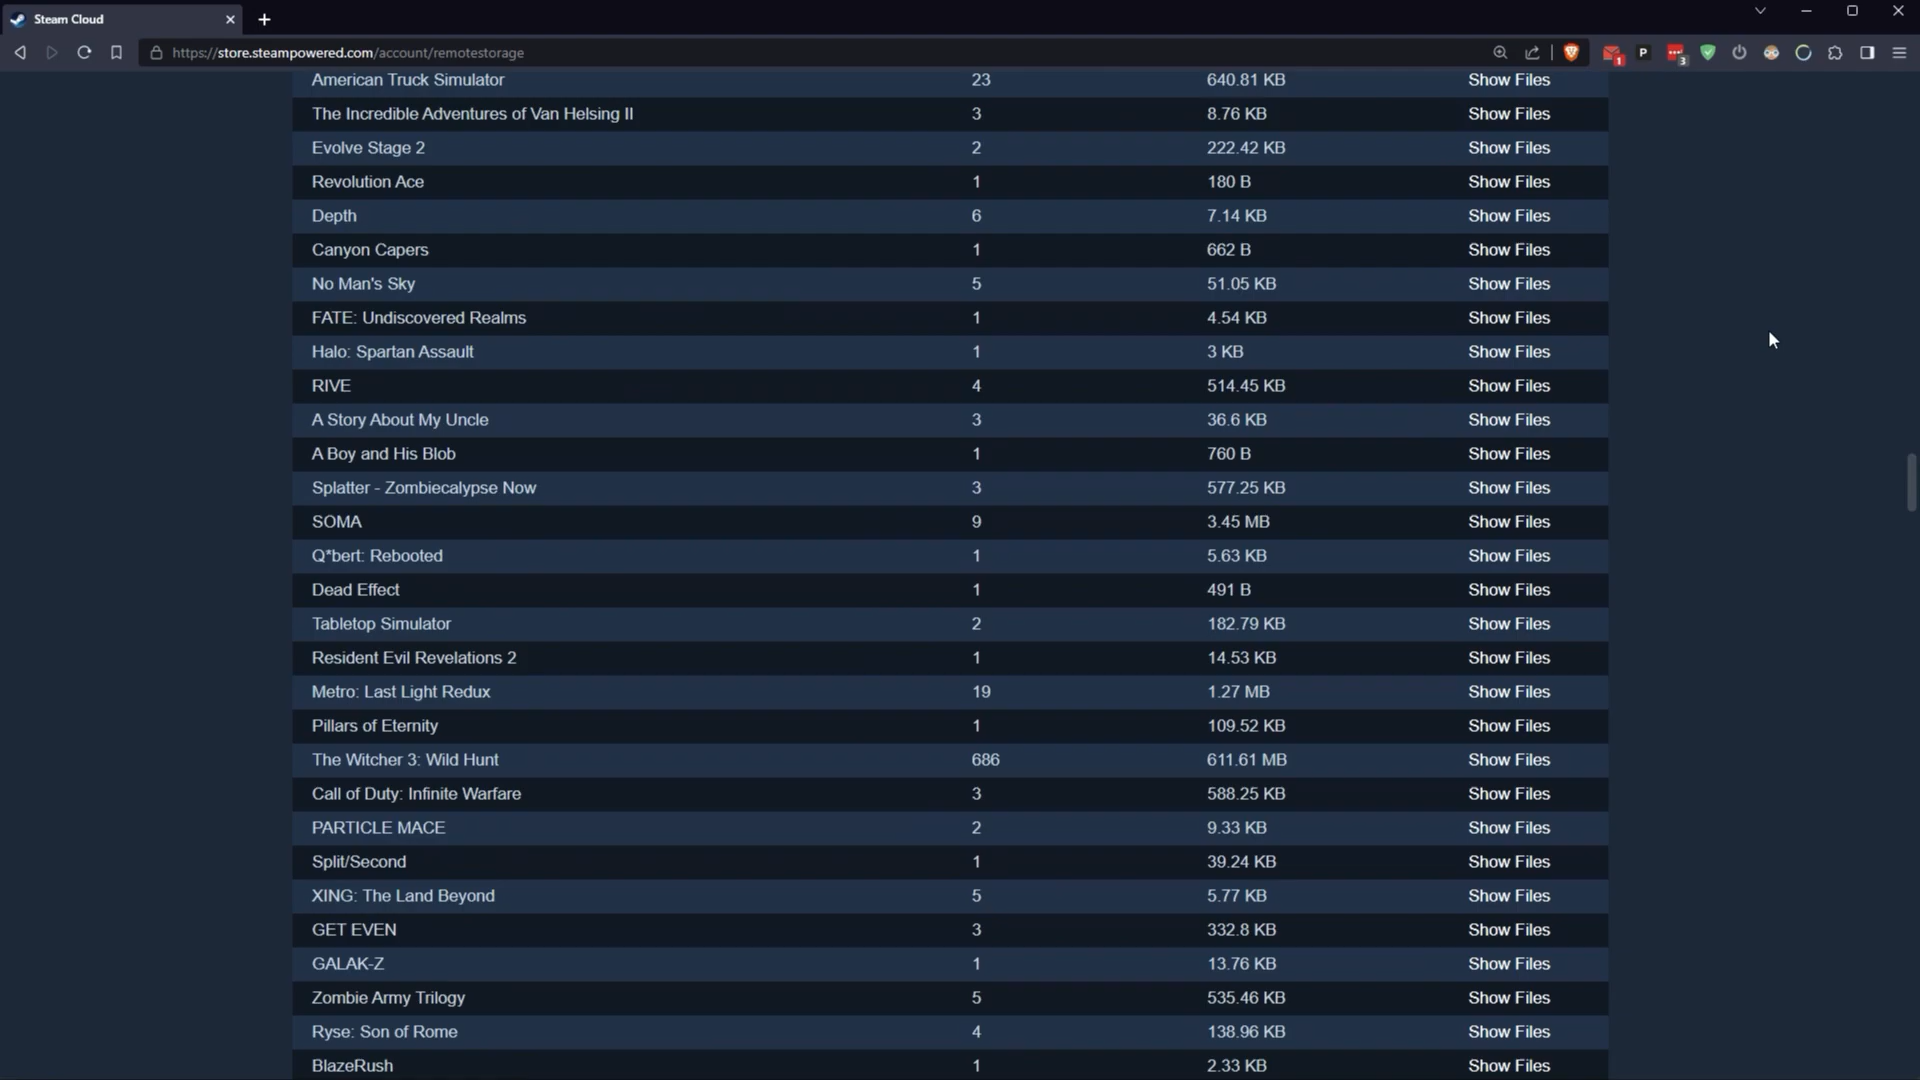 Steam Cloud
https://store.steampowered.com/account/remotestorage
1
P
3
American Truck Simulator 23 640.81 KB Show Files
The Incredible Adventures of Van Helsing II 3 8.76 KB Show Files
Evolve Stage 2 2 222.42 KB Show Files
Revolution Ace 1 180 B Show Files
Depth 6 7.14 KB Show Files
Canyon Capers 1 662 B Show Files
No Man's Sky 5 51.05 KB Show Files
FATE: Undiscovered Realms 1 4.54 KB Show Files
Halo: Spartan Assault 1 3 KB Show Files
RIVE 4 514.45 KB Show Files
A Story About My Uncle 3 36.6 KB Show Files
A Boy and His Blob 1 760 B Show Files
Splatter - Zombiecalypse Now 3 577.25 KB Show Files
SOMA 9 3.45 MB Show Files
Q*bert: Rebooted 1 5.63 KB Show Files
Dead Effect 1 491 B Show Files
Tabletop Simulator 2 182.79 KB Show Files
Resident Evil Revelations 2 1 14.53 KB Show Files
Metro: Last Light Redux 19 1.27 MB Show Files
Pillars of Eternity 1 109.52 KB Show Files
The Witcher 3: Wild Hunt 686 611.61 MB Show Files
Call of Duty: Infinite Warfare 3 588.25 KB Show Files
PARTICLE MACE 2 9.33 KB Show Files
Split/Second 1 39.24 KB Show Files
XING: The Land Beyond 5 5.77 KB Show Files
GET EVEN 3 332.8 KB Show Files
GALAK-Z 1 13.76 KB Show Files
Zombie Army Trilogy 5 535.46 KB Show Files
Ryse: Son of Rome 4 138.96 KB Show Files
BlazeRush 1 2.33 KB Show Files